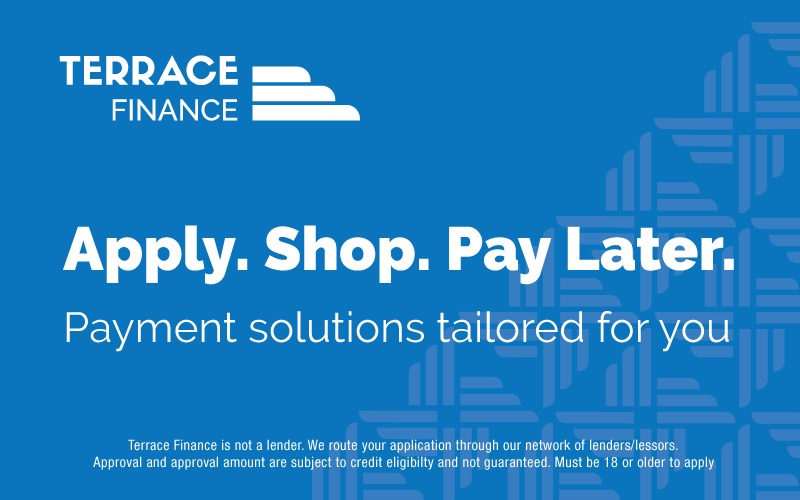 TERRACE
FINANCE
Apply. Shop. Pay Later.
Payment solutions tailored for you
Terrace Finance is not a lender. We route your application through our network of lenders/lessors.
Approval and approval amount are subject to credit eligibilty and not guaranteed. Must be 18 or older to apply